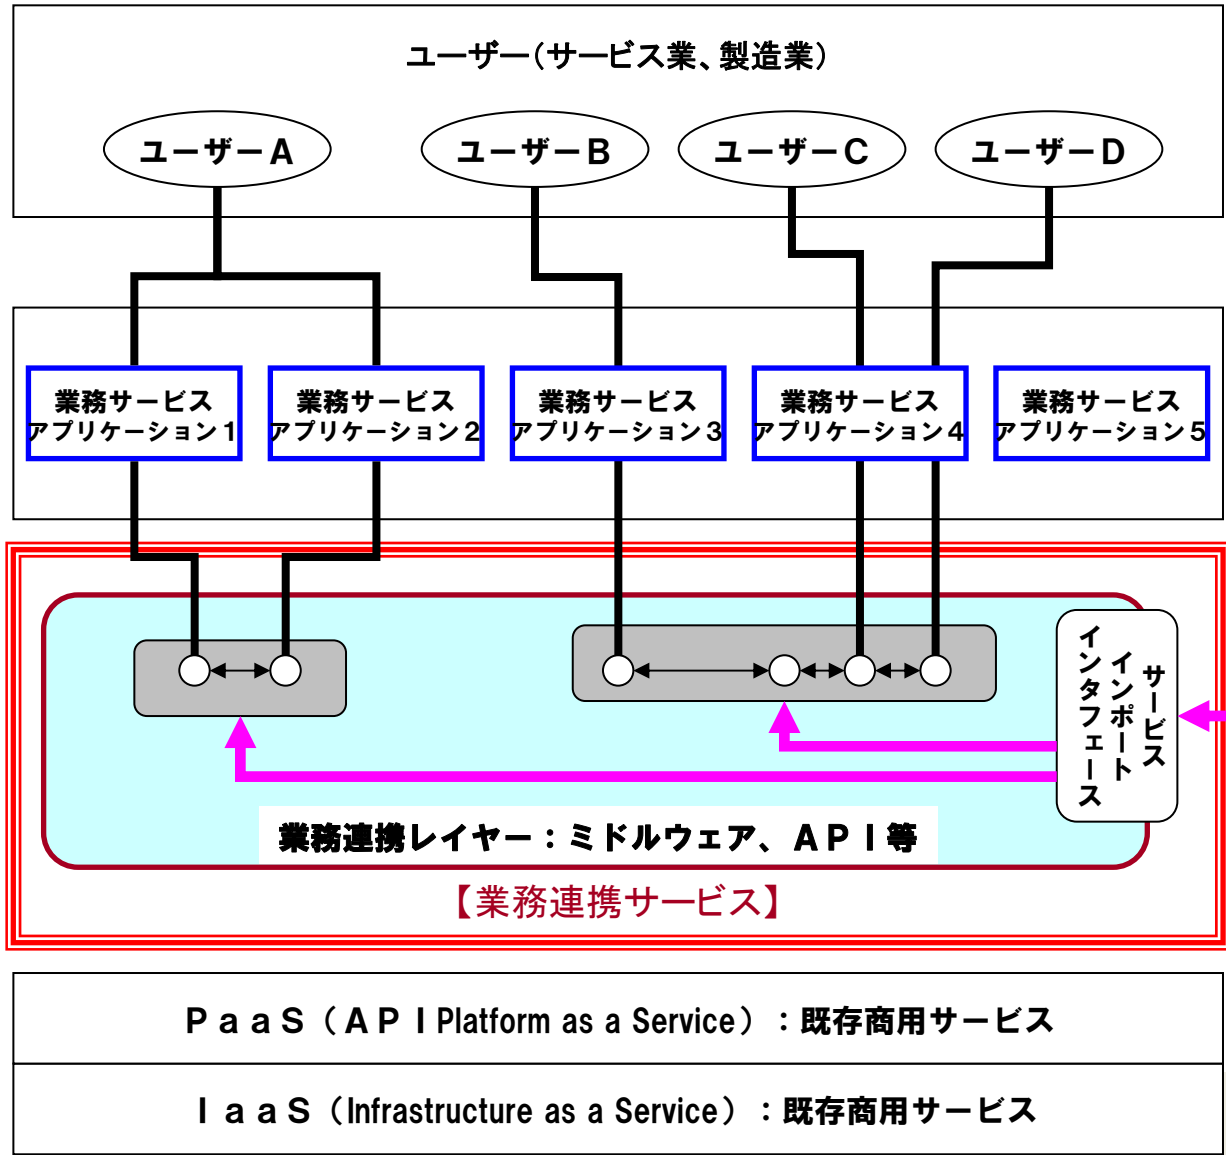 ユーザー（サービス業、製造業）
ユーザーA
ユーザーB
ユーザーC
ユーザーD
業務サービス
アプリケーション１
業務サービス
アプリケーション２
業務サービス
アプリケーション３
業務サービス
アプリケーション４
業務サービス
アプリケーション５
サービス
インポート
インタフェース
業務連携レイヤー：ミドルウェア、ＡＰＩ等
【業務連携サービス】
ＰａａＳ（ＡＰＩPlatform as a Service）：既存商用サービス
ＩａａＳ（Infrastructure as a Service）：既存商用サービス